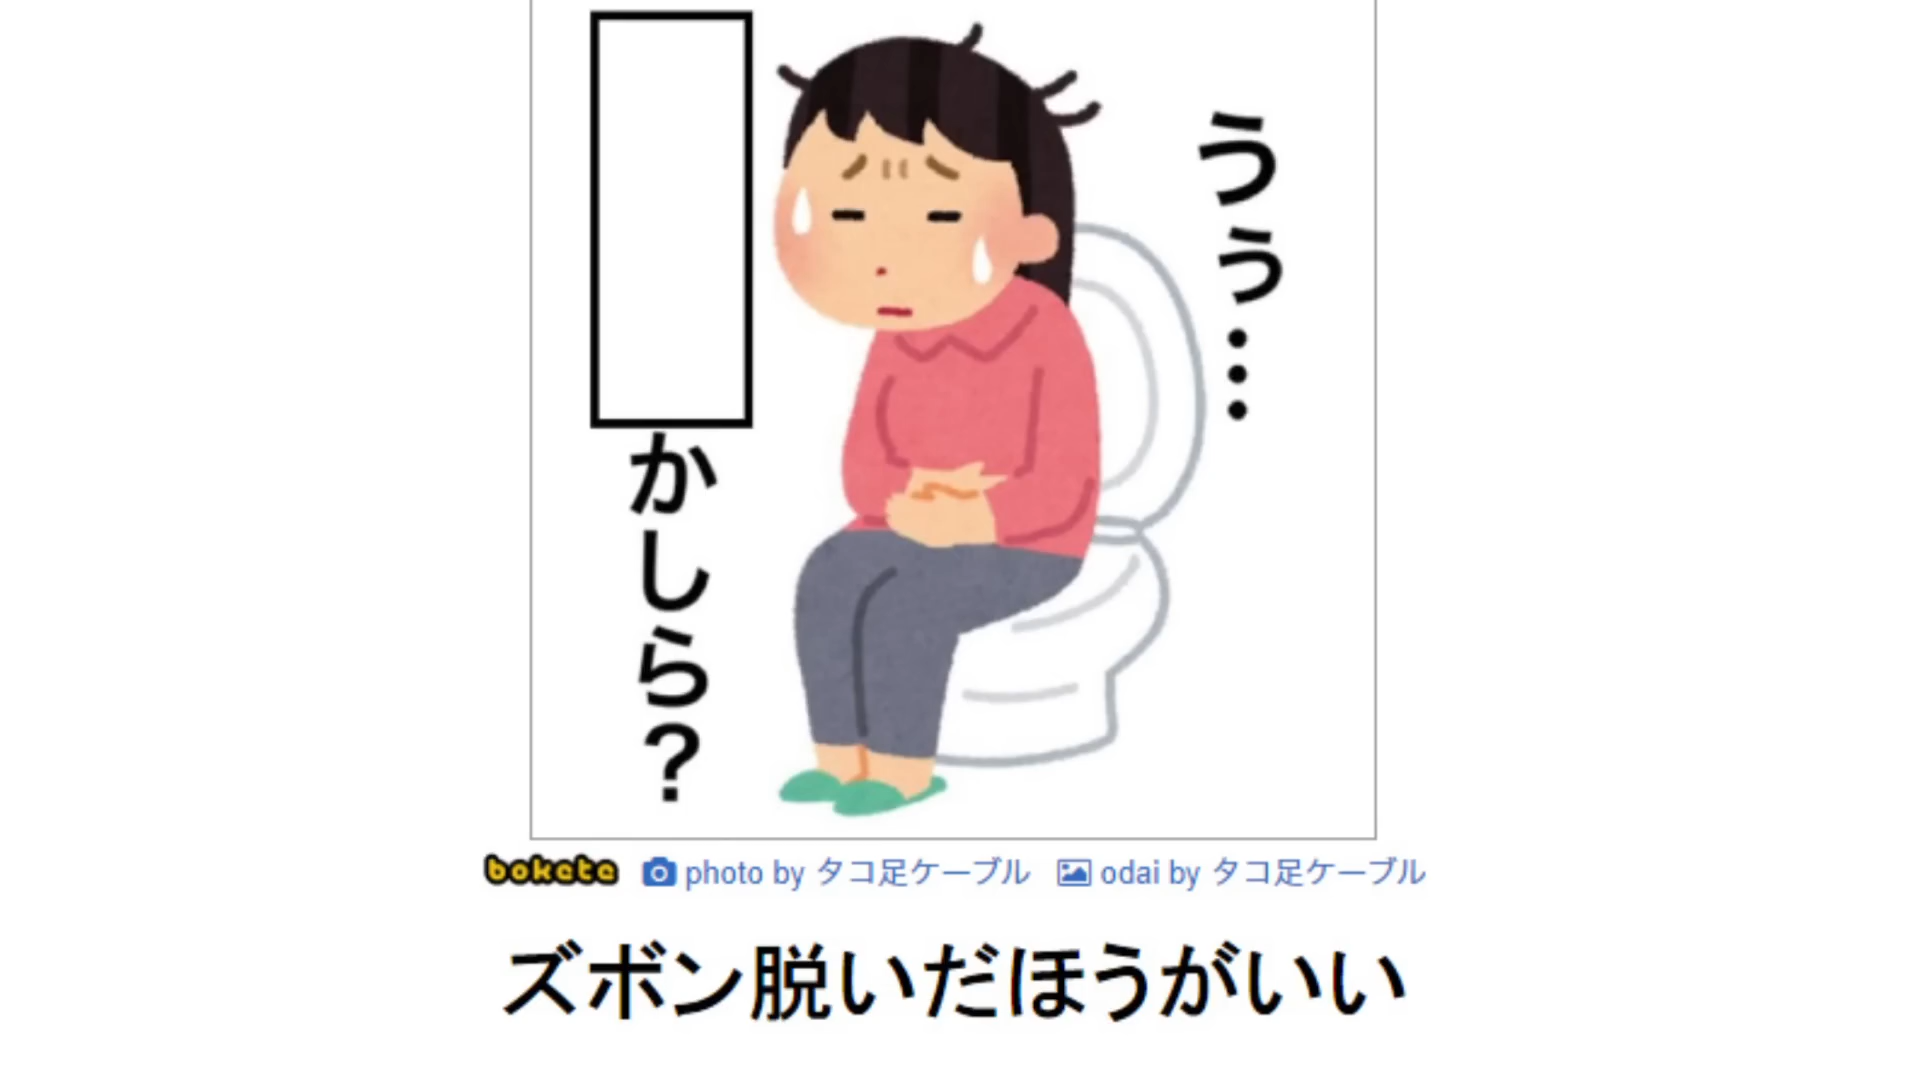 うぅ…
かしら？
bokete photo by タコ足ケーブル odai by タコ足ケーブル
ズボン脱いだほうがいい